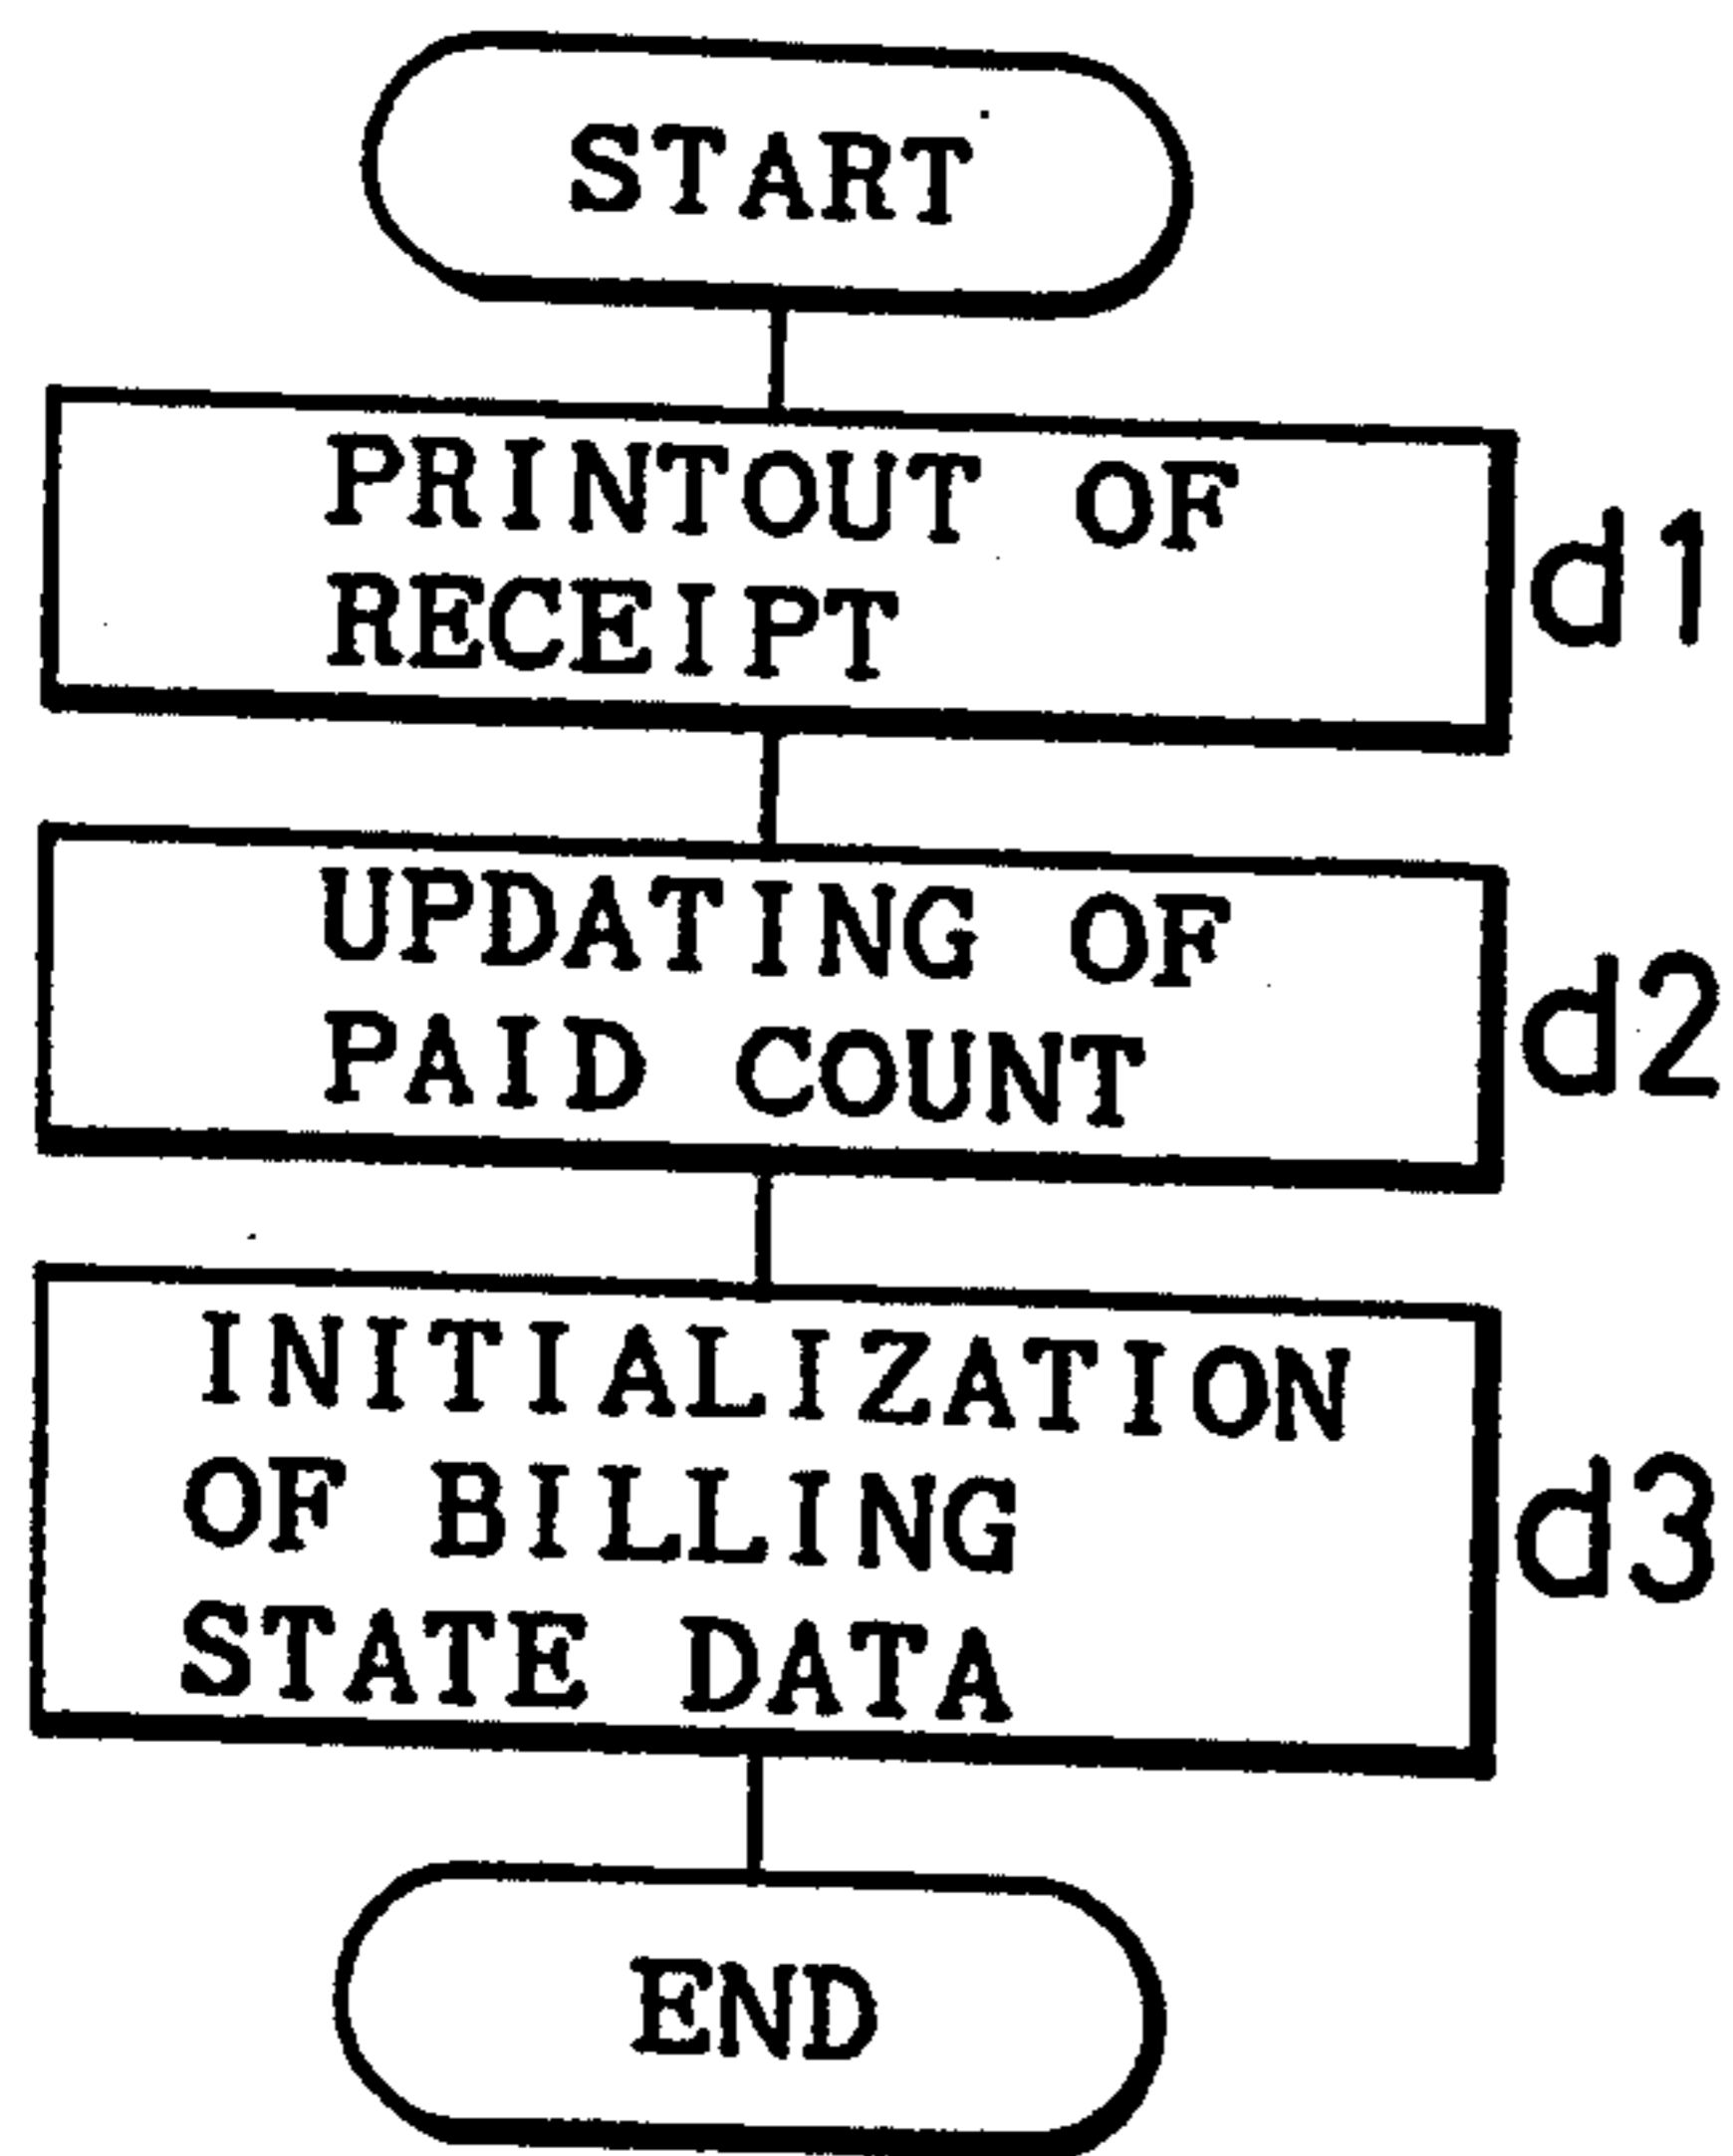 START
PRINTOUT OF
RECEIPT
d1
UPDATING OF
PAID COUNT
d2
INITIALIZATION
OF BILLING
STATE DATA
d3
END